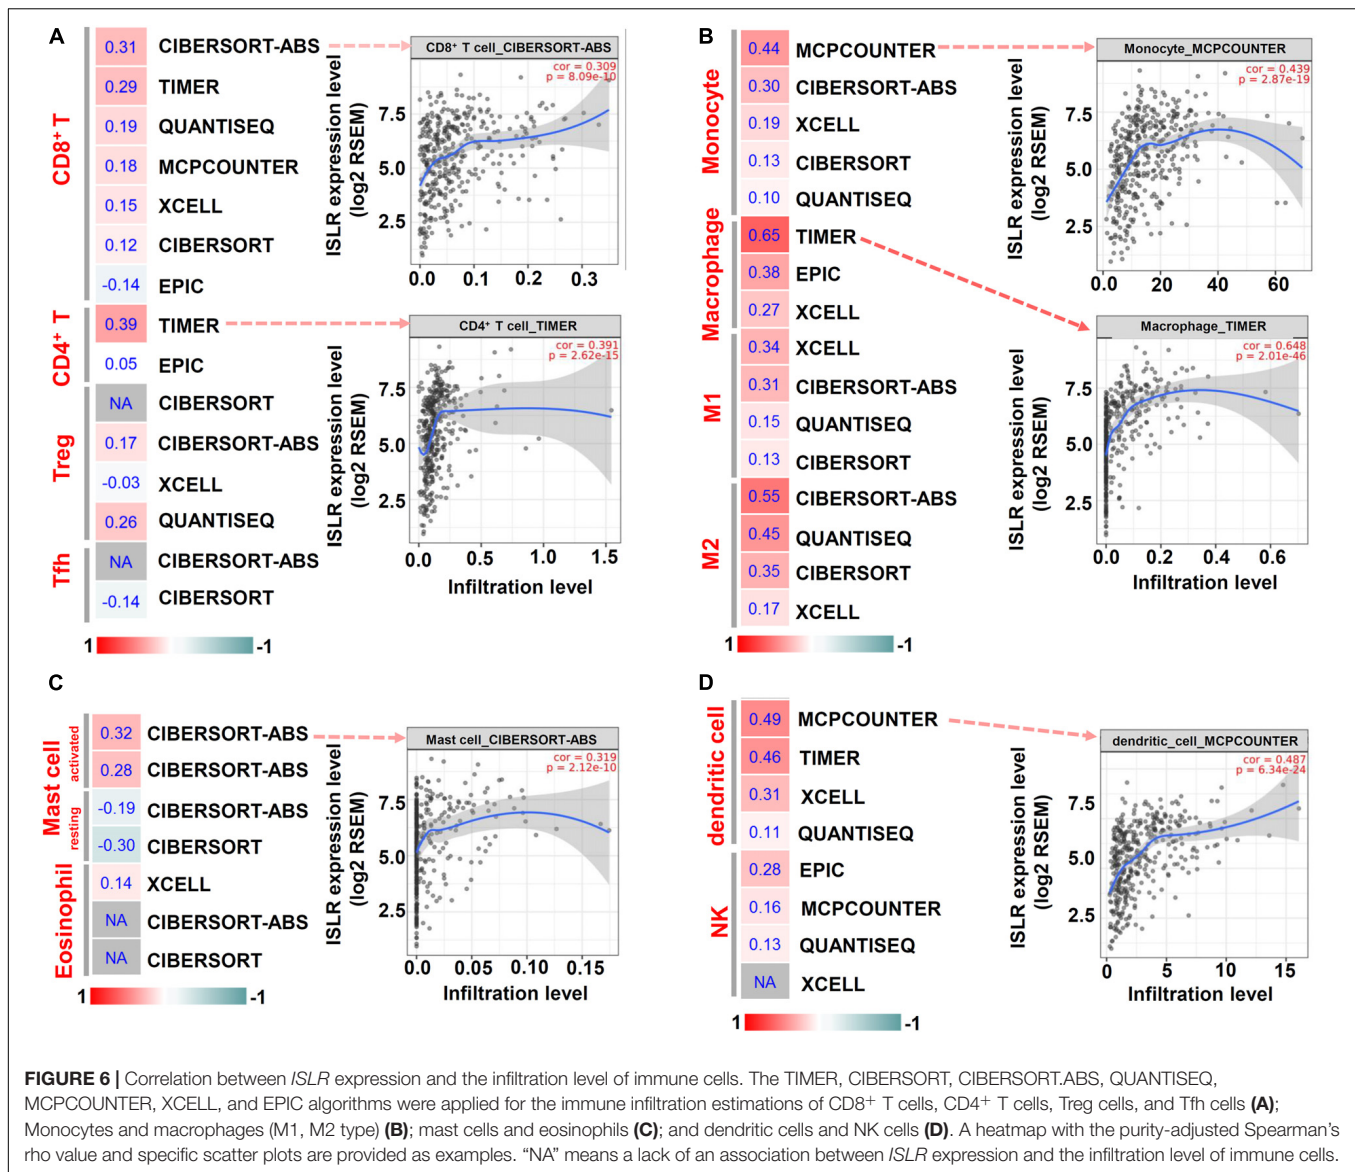 A
CD8+ T
0.31 CIBERSORT-ABS
0.29 TIMER
0.19 QUANTISEQ
0.18 MCPCOUNTER
0.15 XCELL
0.12 CIBERSORT
-0.14 EPIC
CD4+ T
0.39 TIMER
0.05 EPIC
Treg
NA CIBERSORT
0.17 CIBERSORT-ABS
-0.03 XCELL
0.26 QUANTISEQ
Tfh
NA CIBERSORT-ABS
-0.14 CIBERSORT
1 -1
CD8+ T cell_CIBERSORT-ABS
cor = 0.309
p = 8.09e-10
ISLR expression level
(log2 RSEM)
7.5
5.0
2.5
0.0 0.1 0.2 0.3
CD4+ T cell_TIMER
cor = 0.391
p = 2.62e-15
ISLR expression level
(log2 RSEM)
7.5
5.0
2.5
0.0 0.5 1.0 1.5
Infiltration level
B
Monocyte
0.44 MCPCOUNTER
0.30 CIBERSORT-ABS
0.19 XCELL
0.13 CIBERSORT
0.10 QUANTISEQ
Macrophage
0.65 TIMER
0.38 EPIC
0.27 XCELL
M1
0.34 XCELL
0.31 CIBERSORT-ABS
0.15 QUANTISEQ
0.13 CIBERSORT
M2
0.55 CIBERSORT-ABS
0.45 QUANTISEQ
0.35 CIBERSORT
0.17 XCELL
1 -1
Monocyte_MCPCOUNTER
cor = 0.439
p = 2.87e-19
ISLR expression level
(log2 RSEM)
7.5
5.0
2.5
0.0 20 40 60
Macrophage_TIMER
cor = 0.648
p = 2.01e-46
ISLR expression level
(log2 RSEM)
7.5
5.0
2.5
0.0 0.2 0.4 0.6
Infiltration level
C
Mast cell
activated
0.32 CIBERSORT-ABS
0.28 CIBERSORT-ABS
resting
-0.19 CIBERSORT-ABS
-0.30 CIBERSORT
Eosinophil
0.14 XCELL
NA CIBERSORT-ABS
NA CIBERSORT
1 -1
Mast cell_CIBERSORT-ABS
cor = 0.319
p = 2.12e-10
ISLR expression level
(log2 RSEM)
7.5
5.0
2.5
0.0 0.05 0.10 0.15
Infiltration level
D
dendritic cell
0.49 MCPCOUNTER
0.46 TIMER
0.31 XCELL
0.11 QUANTISEQ
NK
0.28 EPIC
0.16 MCPCOUNTER
0.13 QUANTISEQ
NA XCELL
1 -1
dendritic_cell_MCPCOUNTER
cor = 0.487
p = 6.34e-24
ISLR expression level
(log2 RSEM)
7.5
5.0
2.5
0 5 10 15
Infiltration level
FIGURE 6 | Correlation between ISLR expression and the infiltration level of immune cells. The TIMER, CIBERSORT, CIBERSORT.ABS, QUANTISEQ,
MCPCOUNTER, XCELL, and EPIC algorithms were applied for the immune infiltration estimations of CD8+ T cells, CD4+ T cells, Treg cells, and Tfh cells (A);
Monocytes and macrophages (M1, M2 type) (B); mast cells and eosinophils (C); and dendritic cells and NK cells (D). A heatmap with the purity-adjusted Spearman's
rho value and specific scatter plots are provided as examples. "NA" means a lack of an association between ISLR expression and the infiltration level of immune cells.